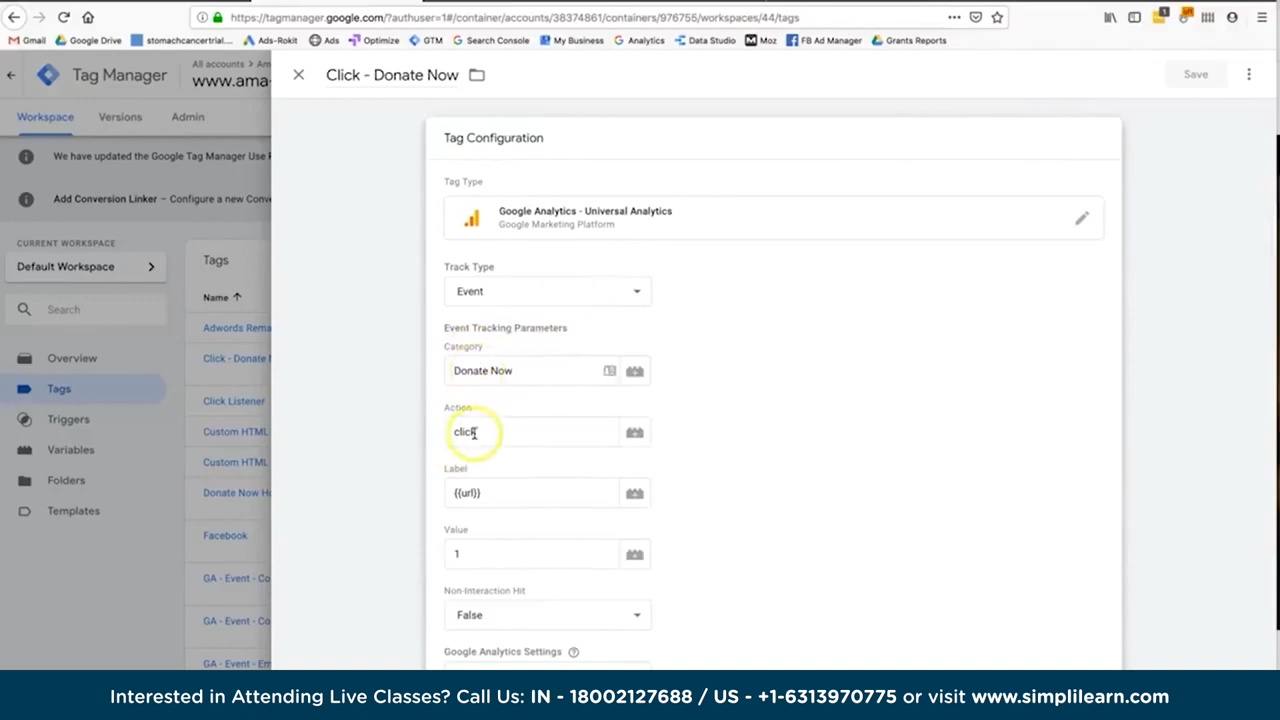 https://tagmanager.google.com/?authuser=1#/container/accounts/38374861/containers/976755/workspaces/44/tags
Gmail Google Drive stomachcancertrial.... Ads-Rokit Ads Optimize GTM Search Console My Business Analytics Data Studio Moz FB Ad Manager Grants Reports
Tag Manager
All accounts > Am
www.ama
Click - Donate Now
Save
Workspace Versions Admin
We have updated the Google Tag Manager Use
Add Conversion Linker – Configure a new Conv
CURRENT WORKSPACE
Default Workspace
Search
Overview
Tags
Triggers
Variables
Folders
Templates
Tags
Name
Adwords Rema
Click - Donate N
Click Listener
Custom HTML
Custom HTML
Donate Now Ho
Facebook
GA - Event - Co
GA - Event - Co
GA - Event - Em
Tag Configuration
Tag Type
Google Analytics - Universal Analytics
Google Marketing Platform
Track Type
Event
Event Tracking Parameters
Category
Donate Now
Action
click
Label
{{url}}
Value
1
Non-Interaction Hit
False
Google Analytics Settings
Interested in Attending Live Classes? Call Us: IN - 18002127688 / US - +1-6313970775 or visit www.simplilearn.com